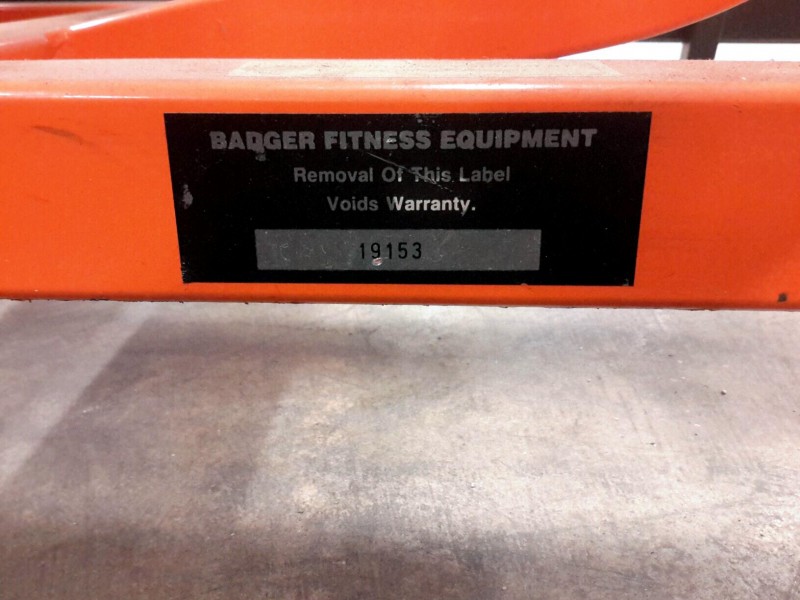 BADGER FITNESS EQUIPMENT
Removal Of This Label
Voids Warranty.
19153